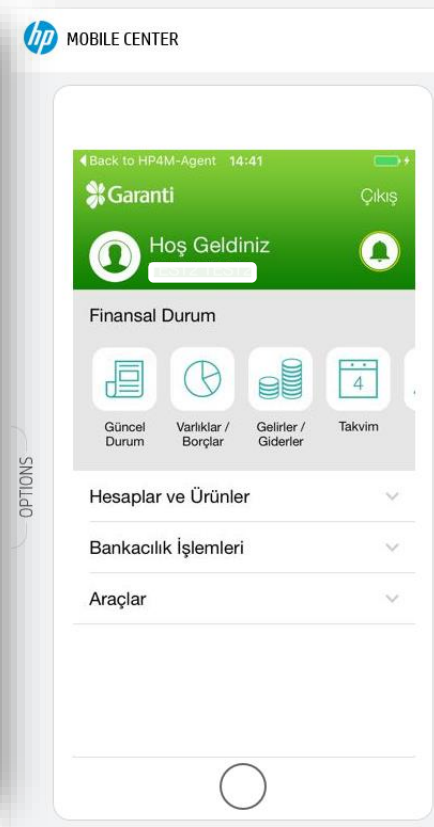 hp MOBILE CENTER
Back to HP4M-Agent 14:41
Garanti
Çıkış
Hoş Geldiniz
Finansal Durum
4
Güncel Durum
Varlıklar / Borçlar
Gelirler / Giderler
Takvim
OPTIONS
Hesaplar ve Ürünler
Bankacılık İşlemleri
Araçlar